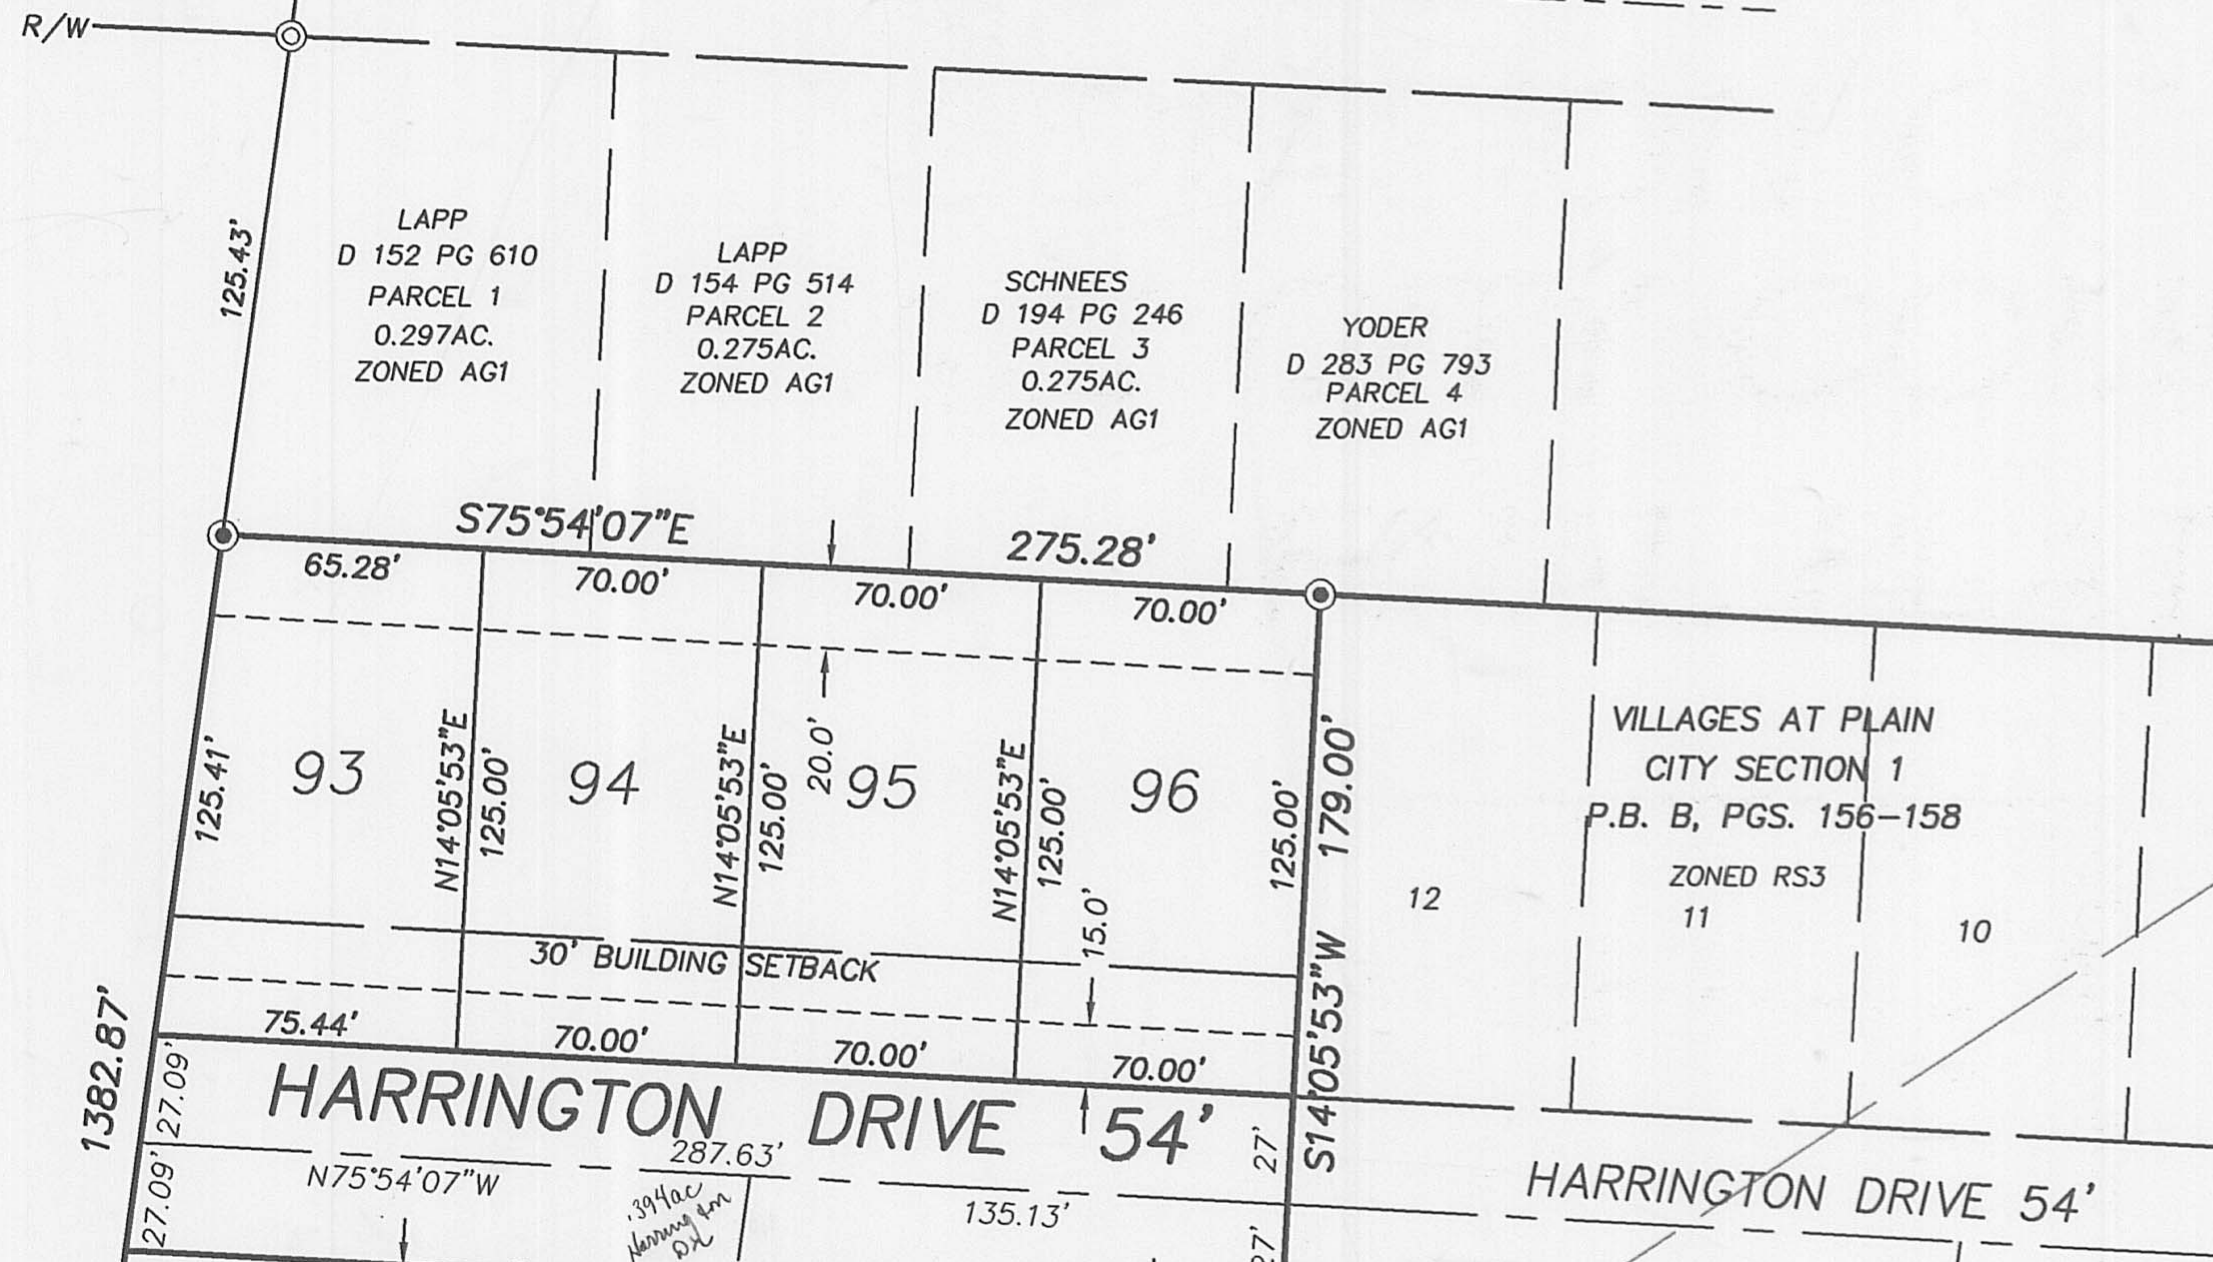 R/W
125.43'
LAPP
D 152 PG 610
PARCEL 1
0.297AC.
ZONED AG1
LAPP
D 154 PG 514
PARCEL 2
0.275AC.
ZONED AG1
SCHNEES
D 194 PG 246
PARCEL 3
0.275AC.
ZONED AG1
YODER
D 283 PG 793
PARCEL 4
ZONED AG1
S75°54'07"E
275.28'
65.28'
70.00'
70.00'
70.00'
125.41'
93
N14°05'53"E
125.00'
94
N14°05'53"E
125.00'
20.0'
95
N14°05'53"E
125.00'
96
15.0'
125.00'
S14°05'53"W 179.00'
VILLAGES AT PLAIN
CITY SECTION 1
P.B. B, PGS. 156-158
ZONED RS3
12
11
10
30' BUILDING SETBACK
75.44'
70.00'
70.00'
70.00'
1382.87'
27.09'
HARRINGTON DRIVE 54'
27'
287.63'
N75°54'07"W
27.09'
.394ac
Harrington
Dr
135.13'
27'
HARRINGTON DRIVE 54'